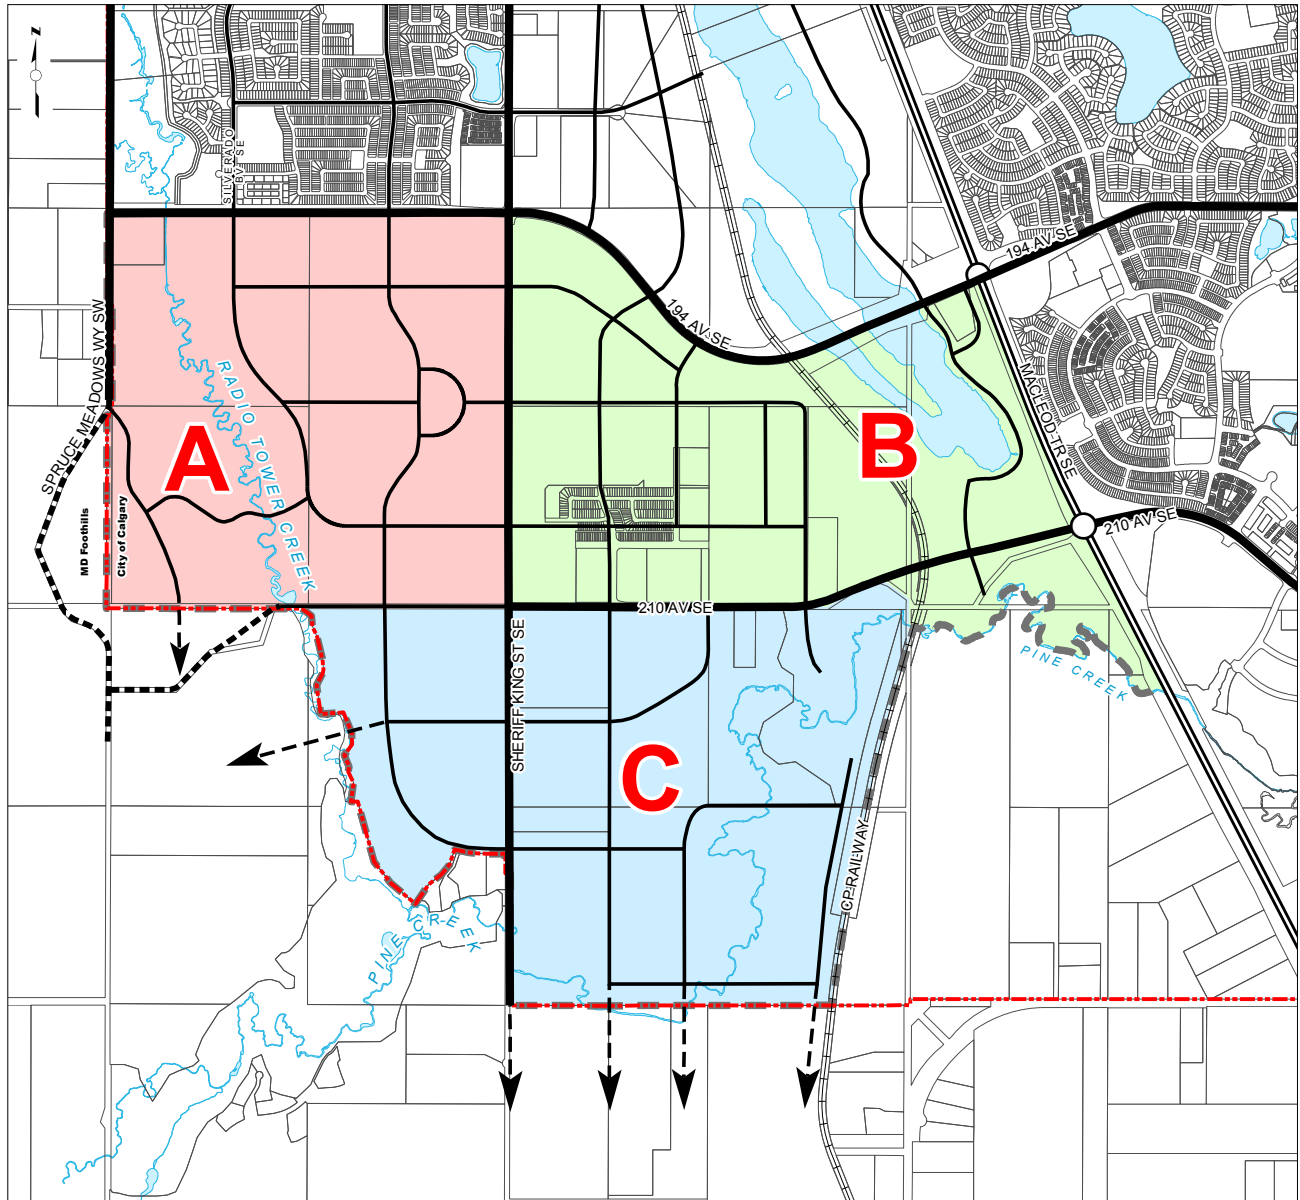 N
SILVERADO
BV SE
194 AV SE
194 AV SE
SPRUCE MEADOWS WY SW
RADIO TOWER CREEK
MACLEOD TR SE
A
B
MD Foothills
City of Calgary
210 AV SE
210 AV SE
SHERIFF KING ST SE
PINE CREEK
C
CP RAILWAY
PINE CREEK